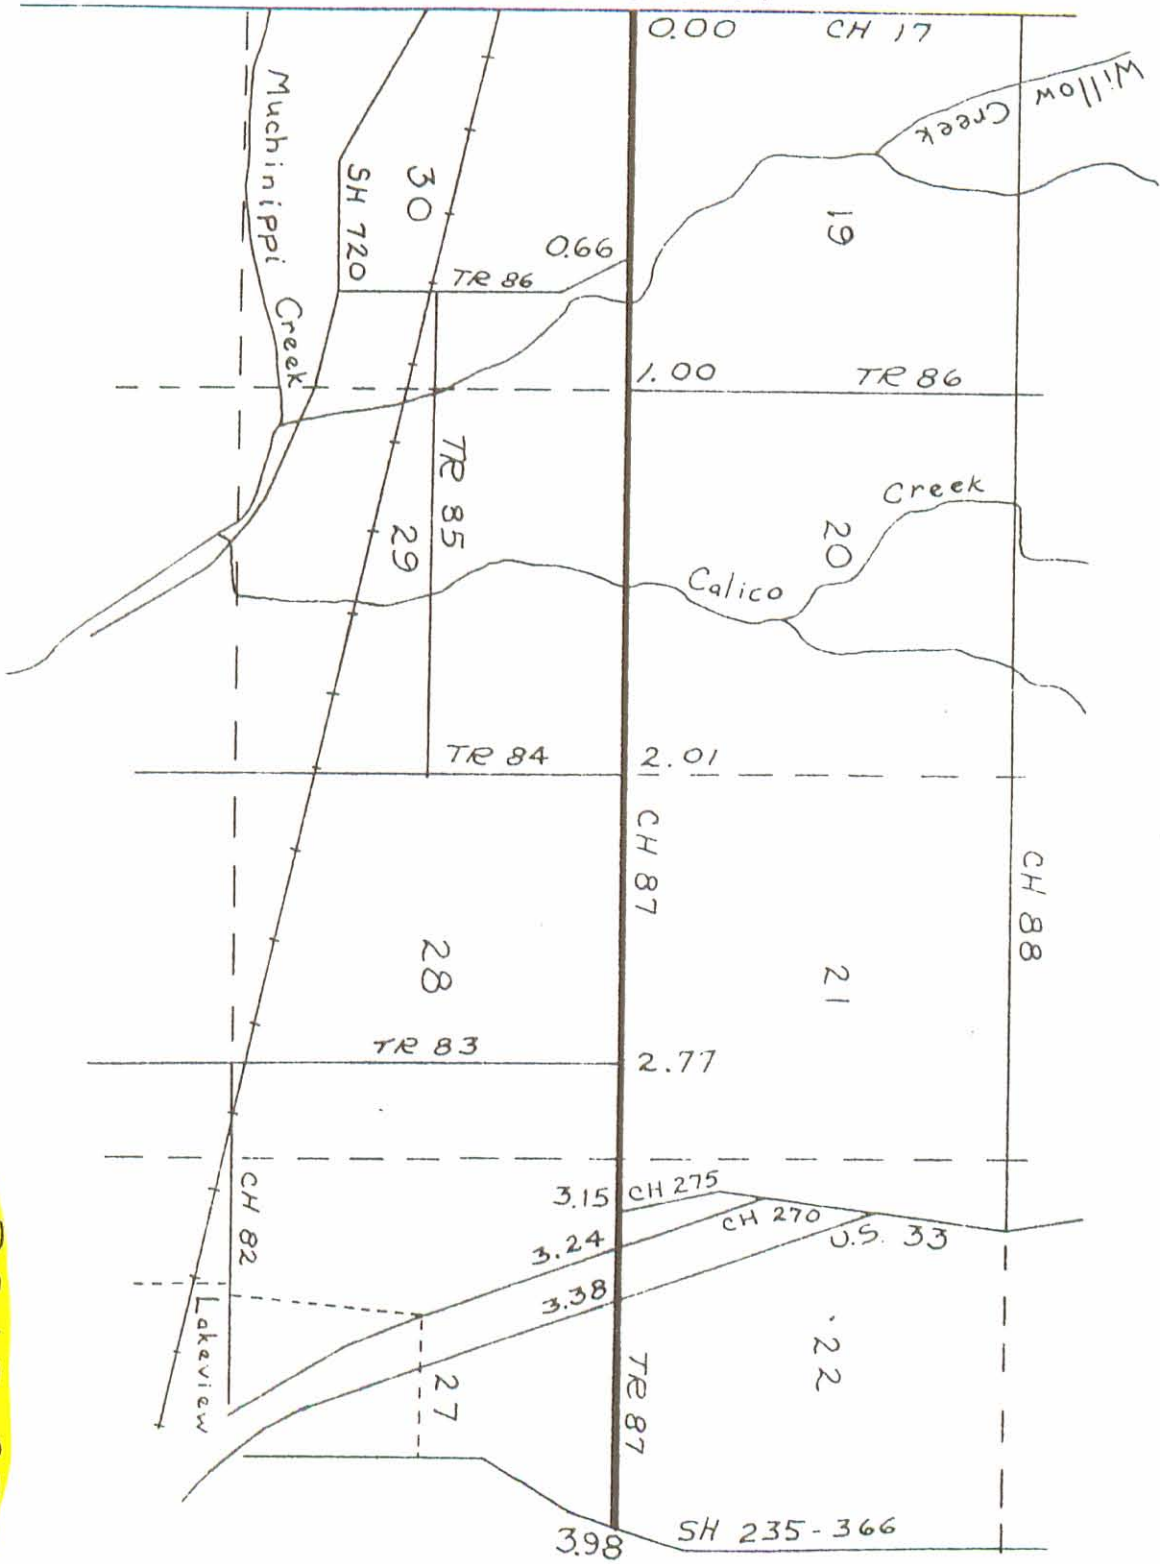 0.00
CH 17
Willow
Creek
Muchinippi
Creek
SH 720
30
19
0.66
TR 86
1.00
TR 86
TR 85
29
20
Creek
Calico
TR 84
2.01
CH 87
CH 88
28
21
TR 83
2.77
CH 82
3.15
CH 275
CH 270
3.24
U.S. 33
3.38
Lakeview
27
22
TR 87
3.98
SH 235-366